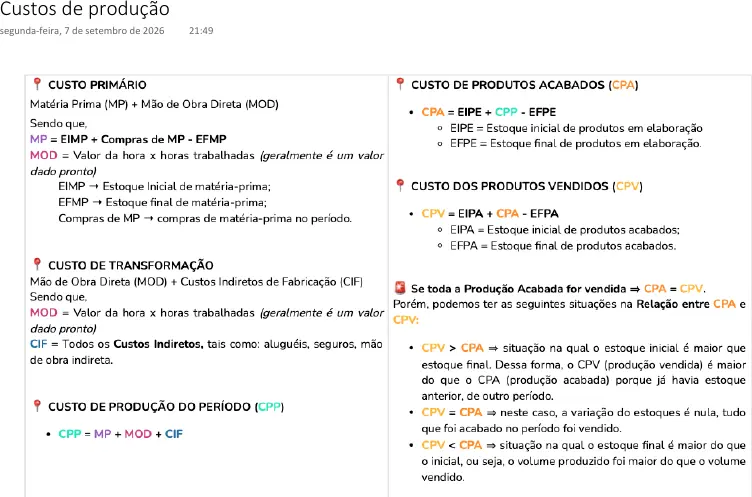 Custos de produção
segunda-feira, 7 de setembro de 2026 21:49
📍 CUSTO PRIMÁRIO
Matéria Prima (MP) + Mão de Obra Direta (MOD)
Sendo que,
MP = EIMP + Compras de MP - EFMP
MOD = Valor da hora x horas trabalhadas (geralmente é um valor
dado pronto)
EIMP → Estoque Inicial de matéria-prima;
EFMP → Estoque final de matéria-prima;
Compras de MP → compras de matéria-prima no período.
📍 CUSTO DE TRANSFORMAÇÃO
Mão de Obra Direta (MOD) + Custos Indiretos de Fabricação (CIF)
Sendo que,
MOD = Valor da hora x horas trabalhadas (geralmente é um valor
dado pronto)
CIF = Todos os Custos Indiretos, tais como: aluguéis, seguros, mão
de obra indireta.
📍 CUSTO DE PRODUÇÃO DO PERÍODO (CPP)
• CPP = MP + MOD + CIF
📍 CUSTO DE PRODUTOS ACABADOS (CPA)
• CPA = EIPE + CPP - EFPE
○ EIPE = Estoque inicial de produtos em elaboração
○ EFPE = Estoque final de produtos em elaboração.
📍 CUSTO DOS PRODUTOS VENDIDOS (CPV)
• CPV = EIPA + CPA - EFPA
○ EIPA = Estoque inicial de produtos acabados;
○ EFPA = Estoque final de produtos acabados.
🚨 Se toda a Produção Acabada for vendida ⇒ CPA = CPV.
Porém, podemos ter as seguintes situações na Relação entre CPA e
CPV:
• CPV > CPA ⇒ situação na qual o estoque inicial é maior que
estoque final. Dessa forma, o CPV (produção vendida) é maior
do que o CPA (produção acabada) porque já havia estoque
anterior, de outro período.
• CPV = CPA ⇒ neste caso, a variação do estoques é nula, tudo
que foi acabado no período foi vendido.
• CPV < CPA ⇒ situação na qual o estoque final é maior do que
o inicial, ou seja, o volume produzido foi maior do que o volume
vendido.